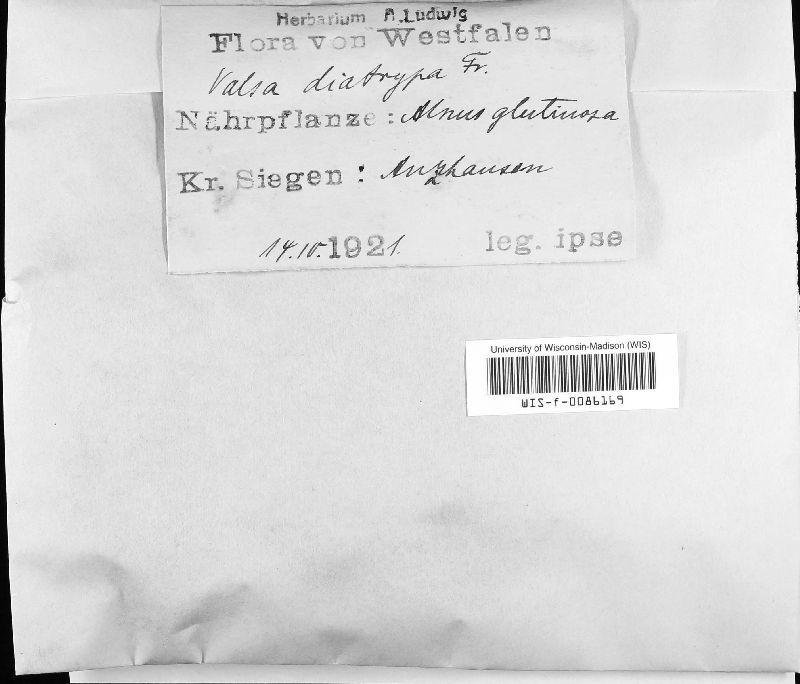 Herbarium A. Ludwig
Flora von Westfalen
Valsa diatrypa Fr.
Nährpflanze: Alnus glutinosa
Kr. Siegen: Anzhausen
14.10.1921. leg. ipse
University of Wisconsin-Madison (WIS)
WIS-f-0086169